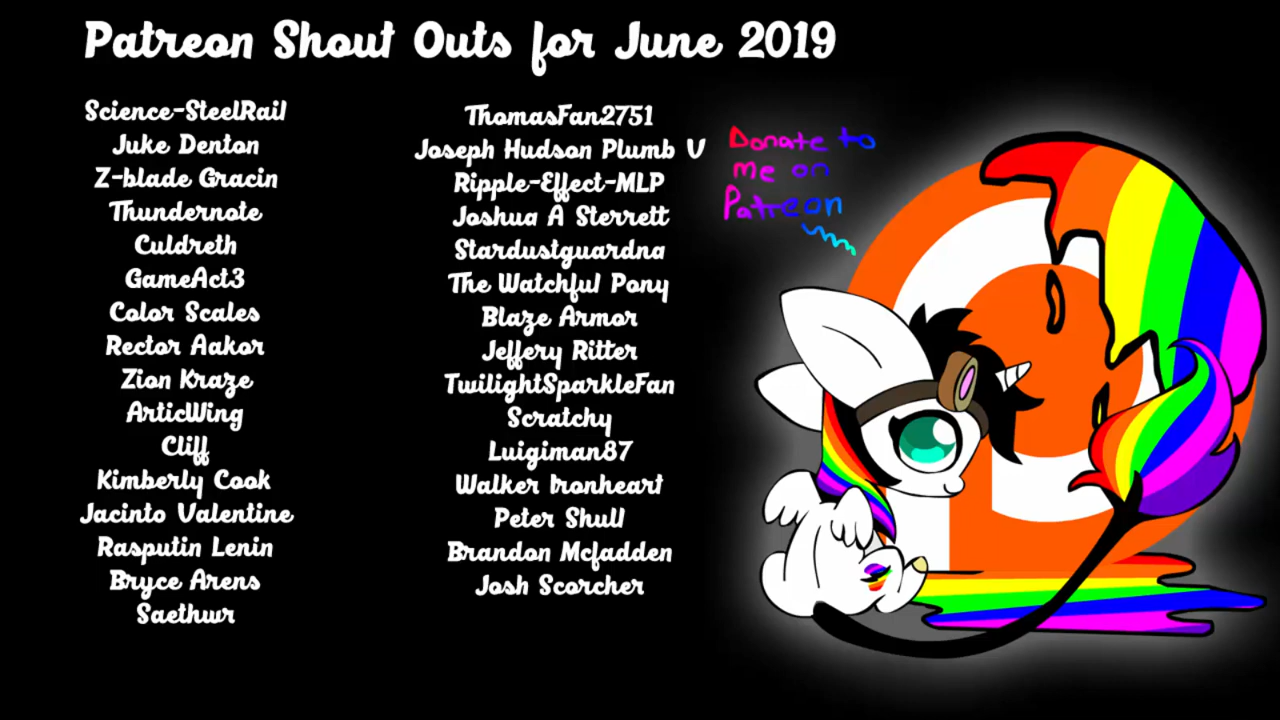 Patreon Shout Outs for June 2019
Science-SteelRail
Juke Denton
Z-blade Gracin
Thundernote
Culdreth
GameAct3
Color Scales
Rector Aakor
Zion Kraze
ArticWing
Cliff
Kimberly Cook
Jacinto Valentine
Rasputin Lenin
Bryce Arens
Saethwr
ThomasFan2751
Joseph Hudson Plumb V
Ripple-Effect-MLP
Joshua A Sterrett
Stardustguardna
The Watchful Pony
Blaze Armor
Jeffery Ritter
TwilightSparkleFan
Scratchy
Luigiman87
Walker Ironheart
Peter Shull
Brandon Mcfadden
Josh Scorcher
Donate to
me on
Patreon